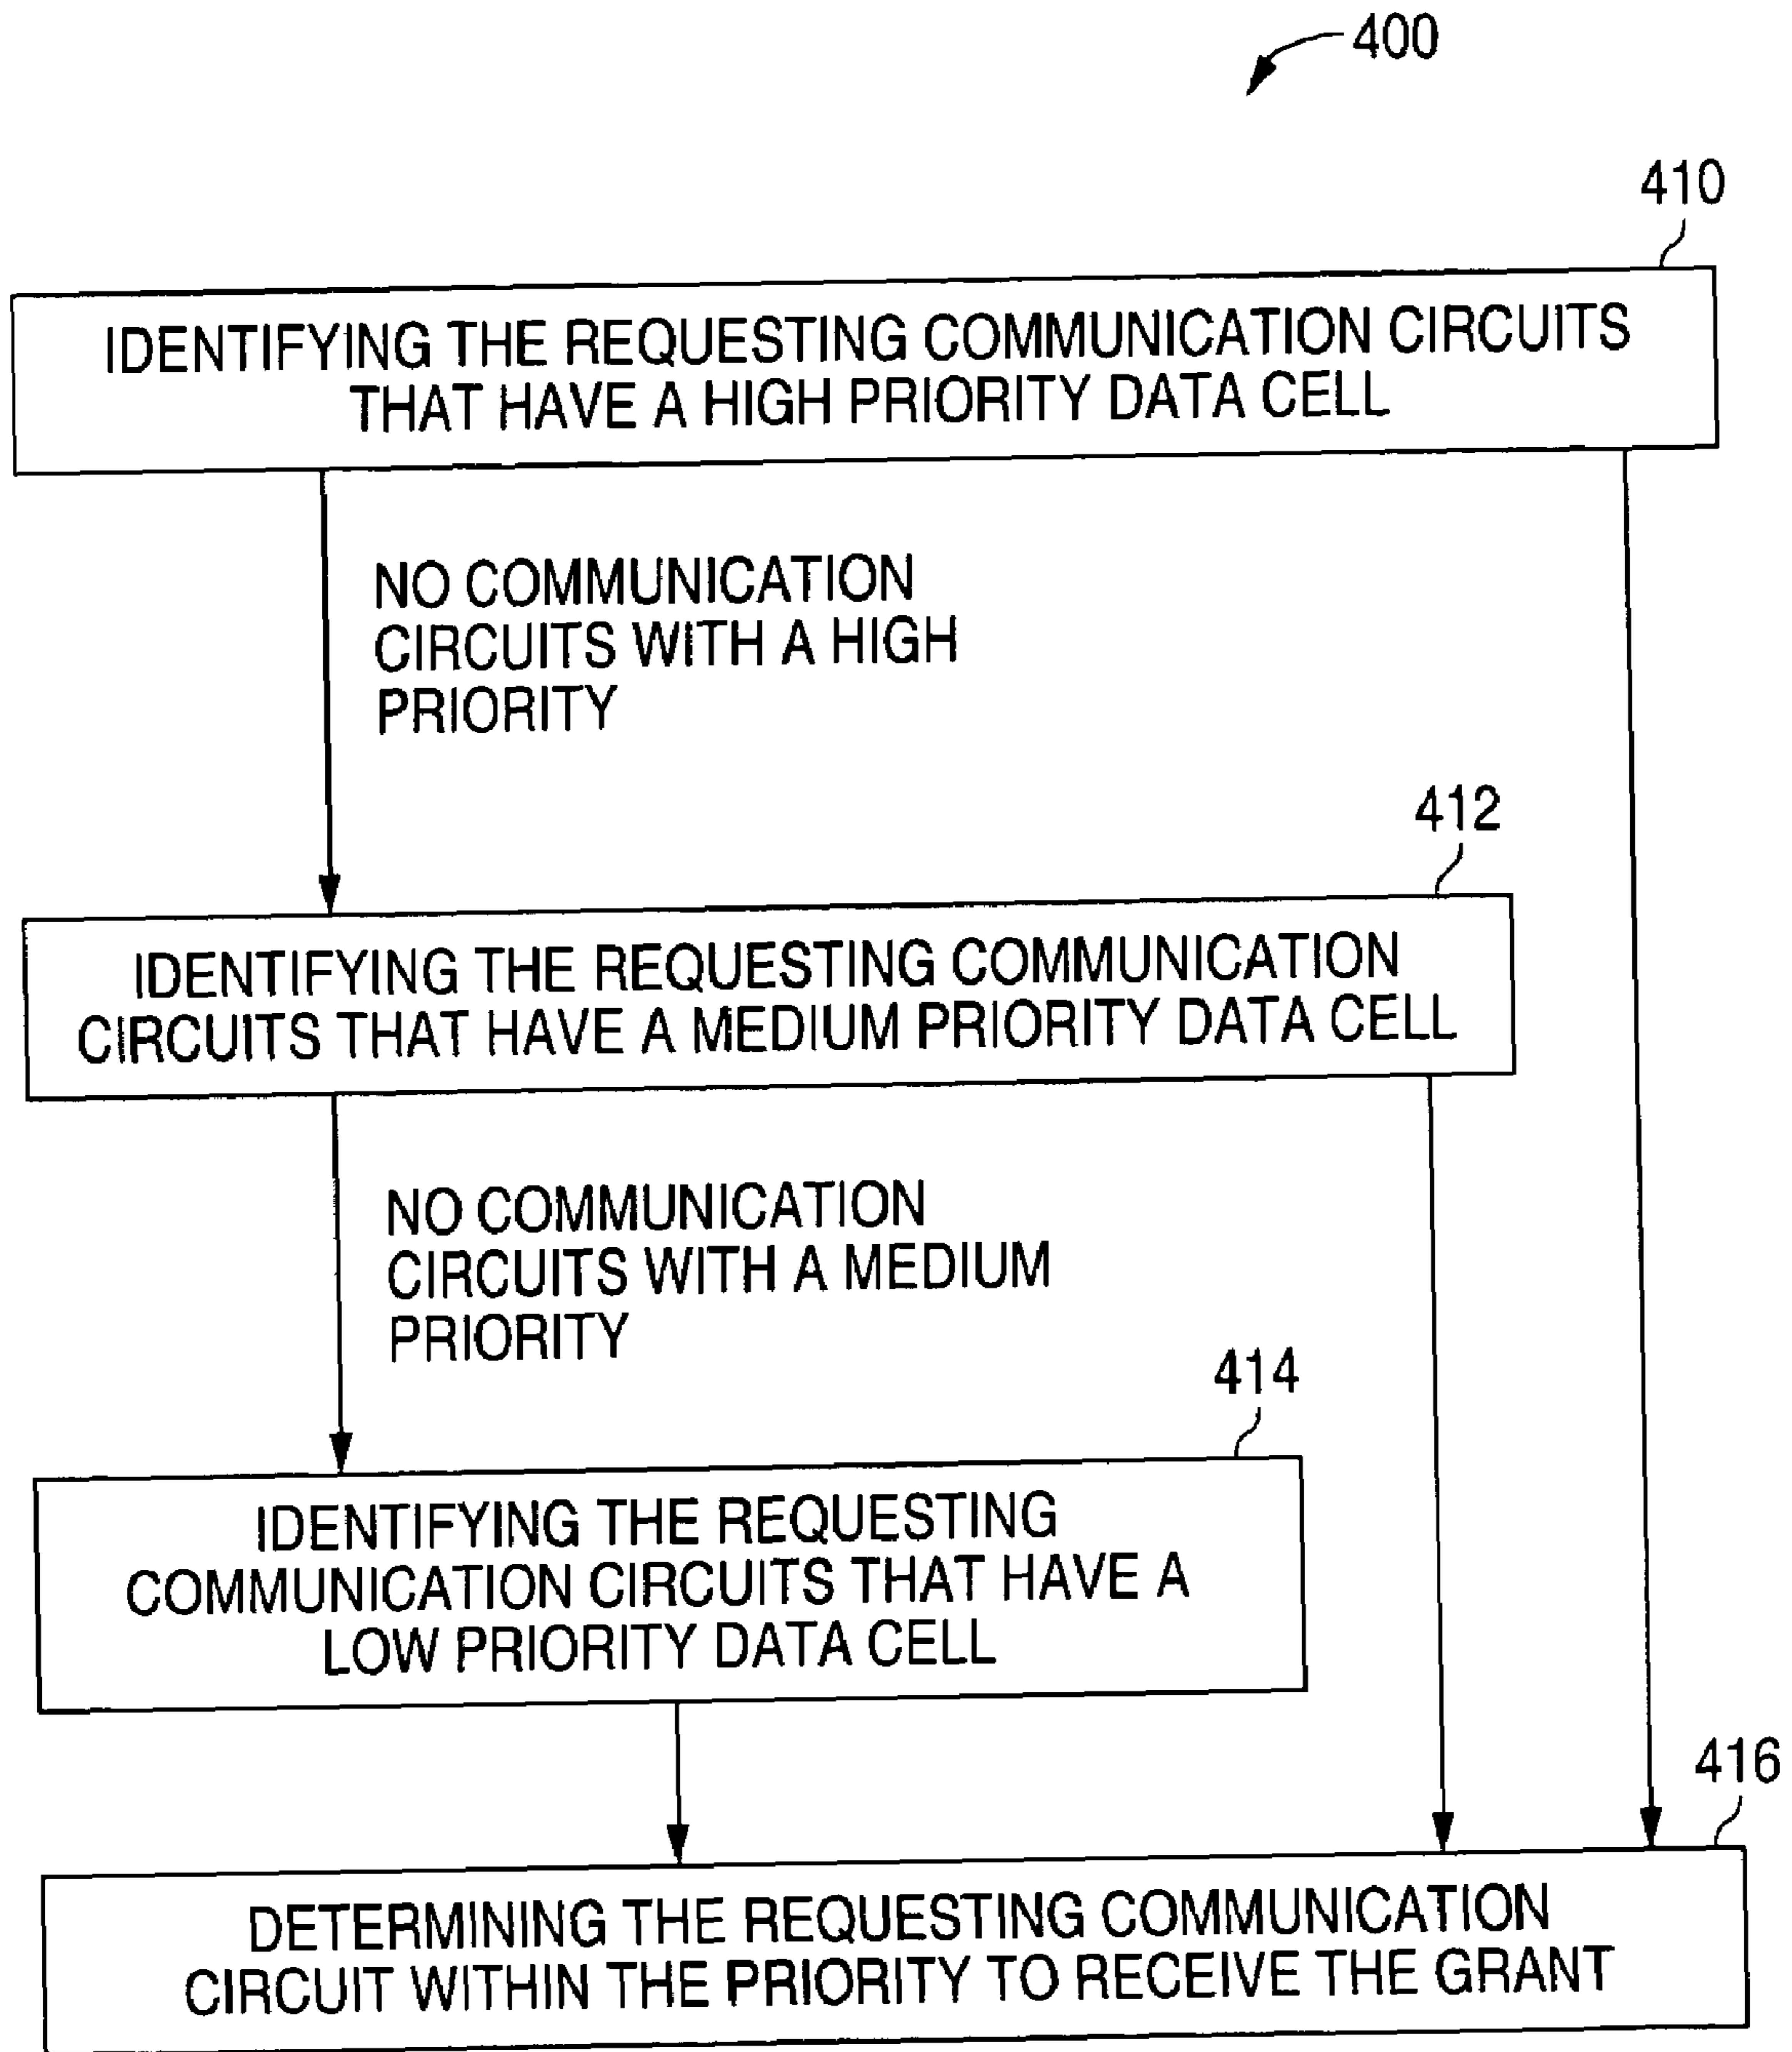 400
410
IDENTIFYING THE REQUESTING COMMUNICATION CIRCUITS
THAT HAVE A HIGH PRIORITY DATA CELL
NO COMMUNICATION
CIRCUITS WITH A HIGH
PRIORITY
412
IDENTIFYING THE REQUESTING COMMUNICATION
CIRCUITS THAT HAVE A MEDIUM PRIORITY DATA CELL
NO COMMUNICATION
CIRCUITS WITH A MEDIUM
PRIORITY
414
IDENTIFYING THE REQUESTING
COMMUNICATION CIRCUITS THAT HAVE A
LOW PRIORITY DATA CELL
416
DETERMINING THE REQUESTING COMMUNICATION
CIRCUIT WITHIN THE PRIORITY TO RECEIVE THE GRANT